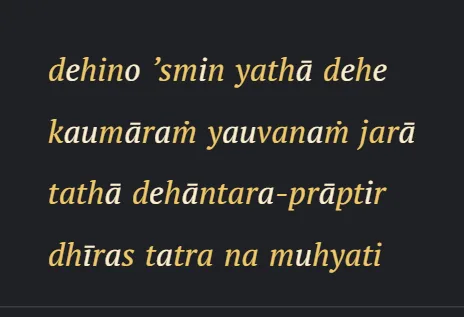 dehino ’smin yathā dehe
kaumāraṁ yauvanaṁ jarā
tathā dehāntara-prāptir
dhīras tatra na muhyati